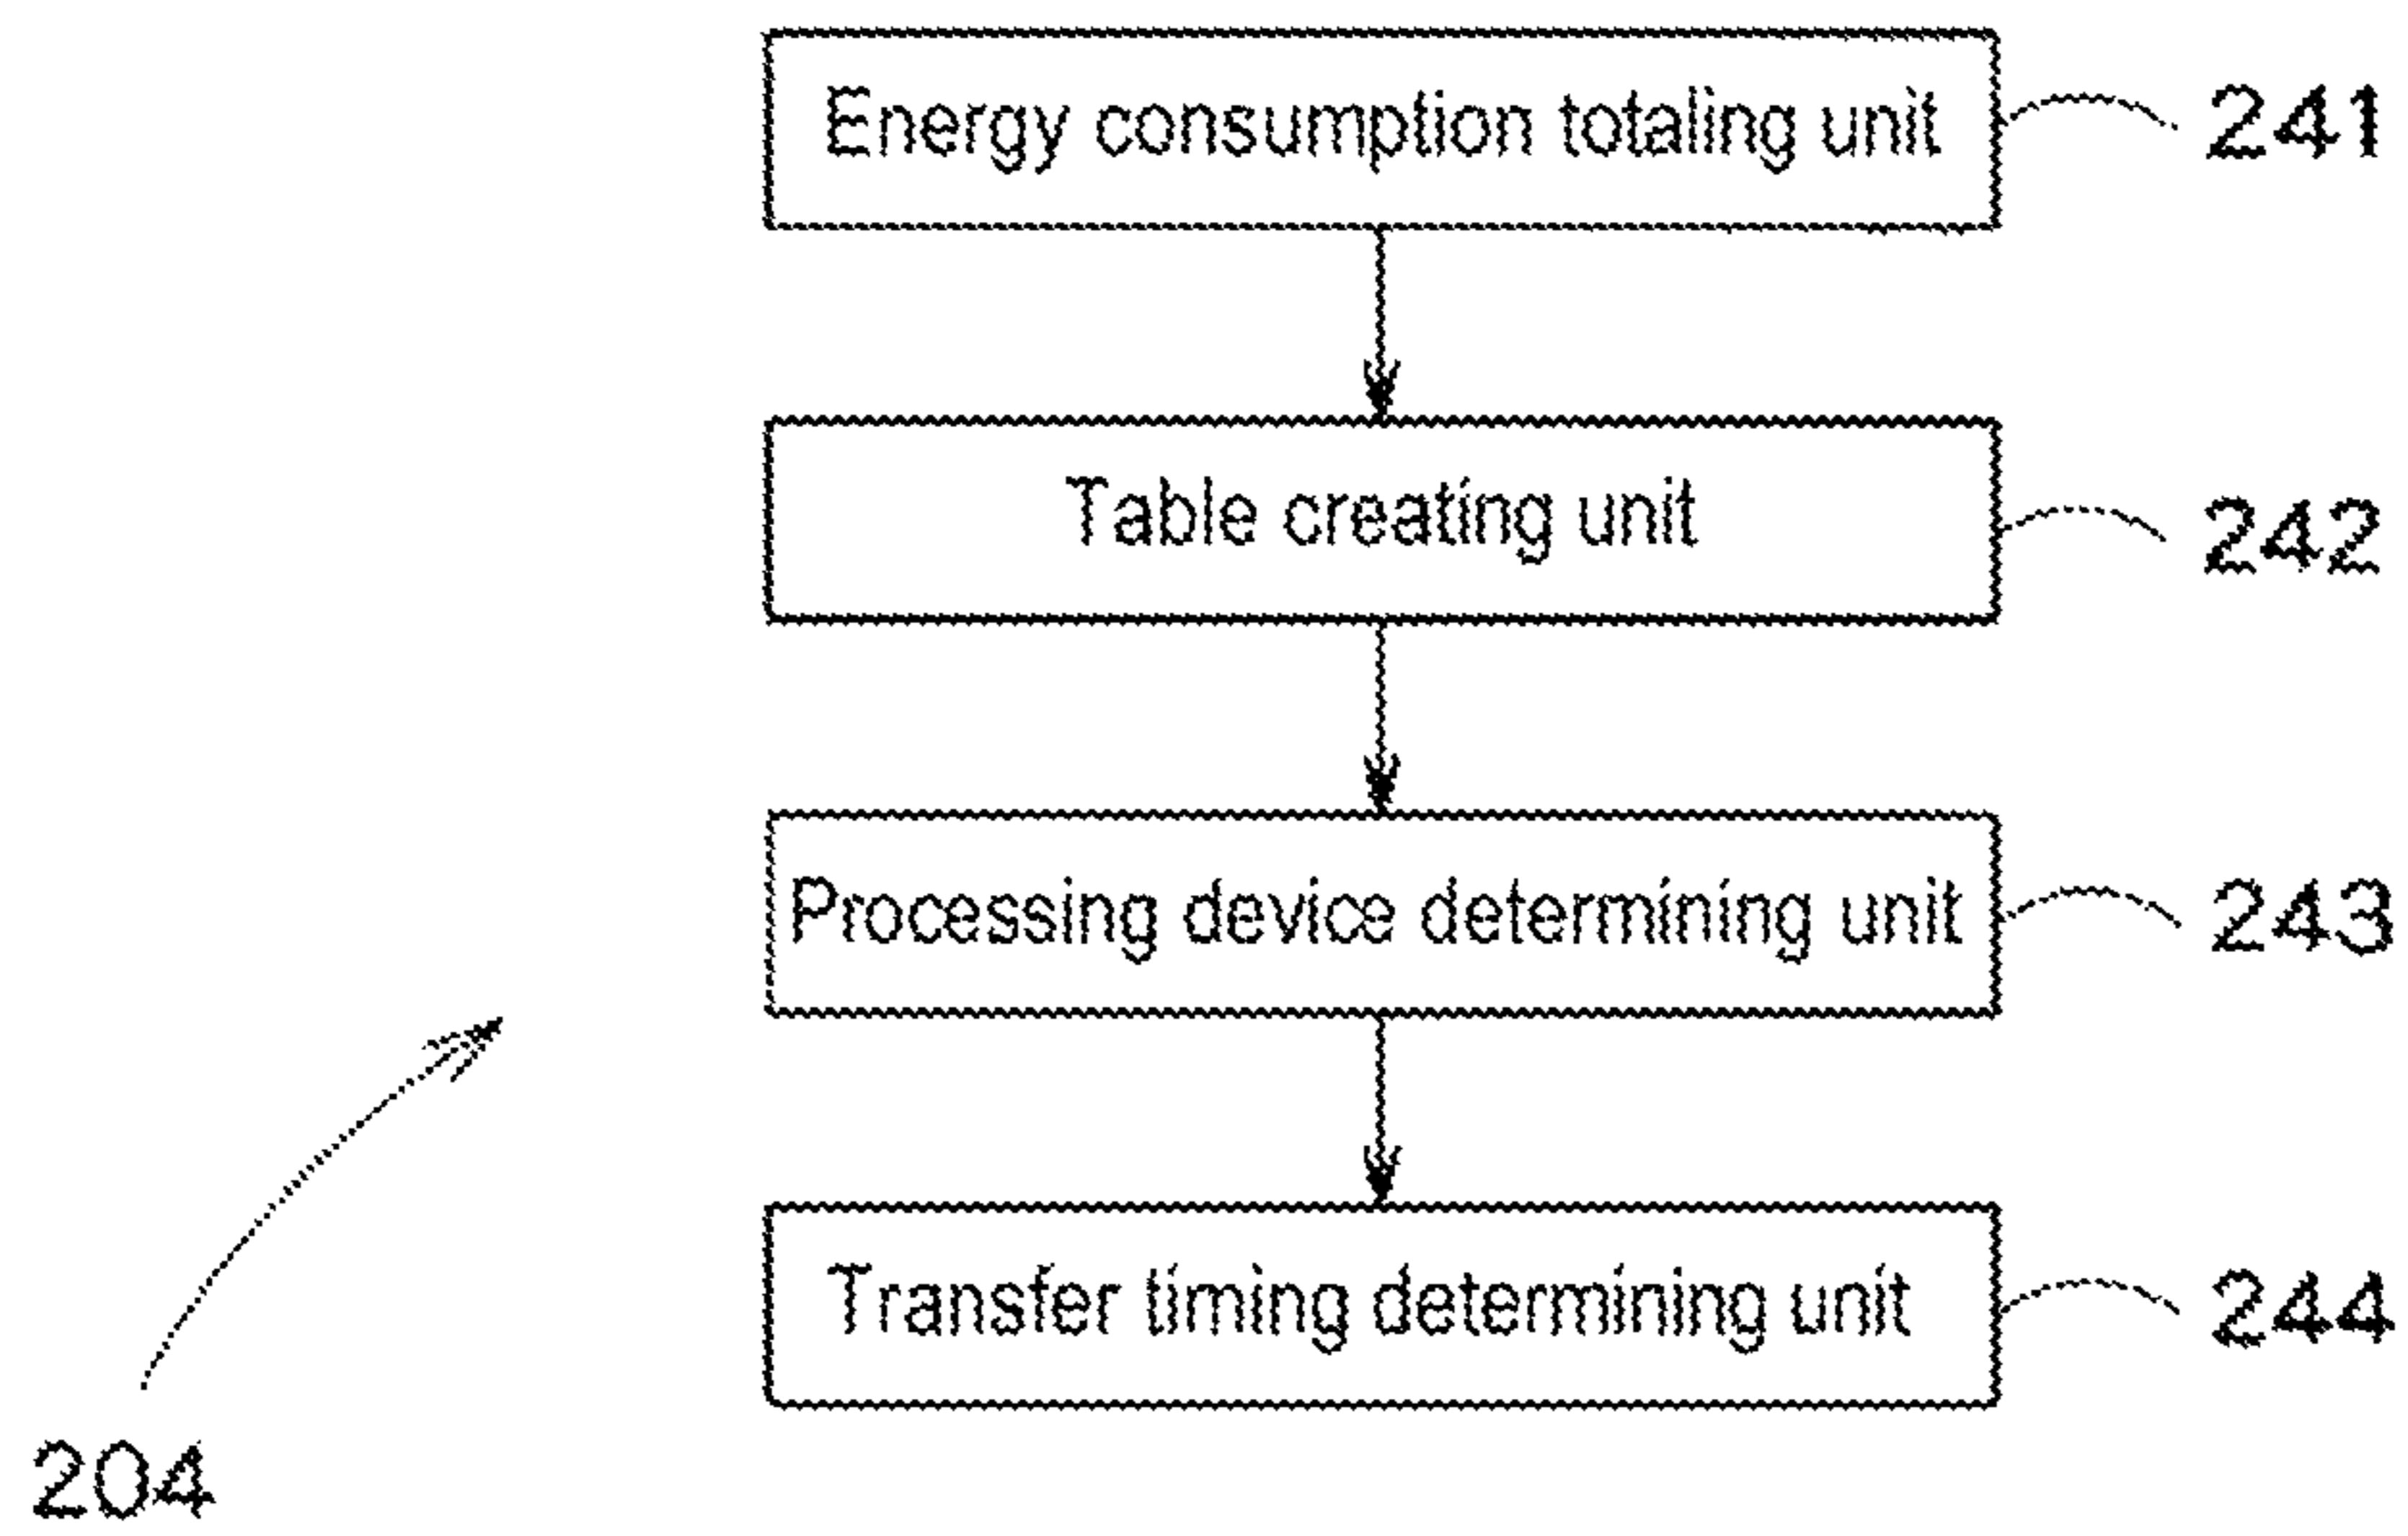 Energy consumption totaling unit
241
Table creating unit
242
Processing device determining unit
243
Transfer timing determining unit
244
204